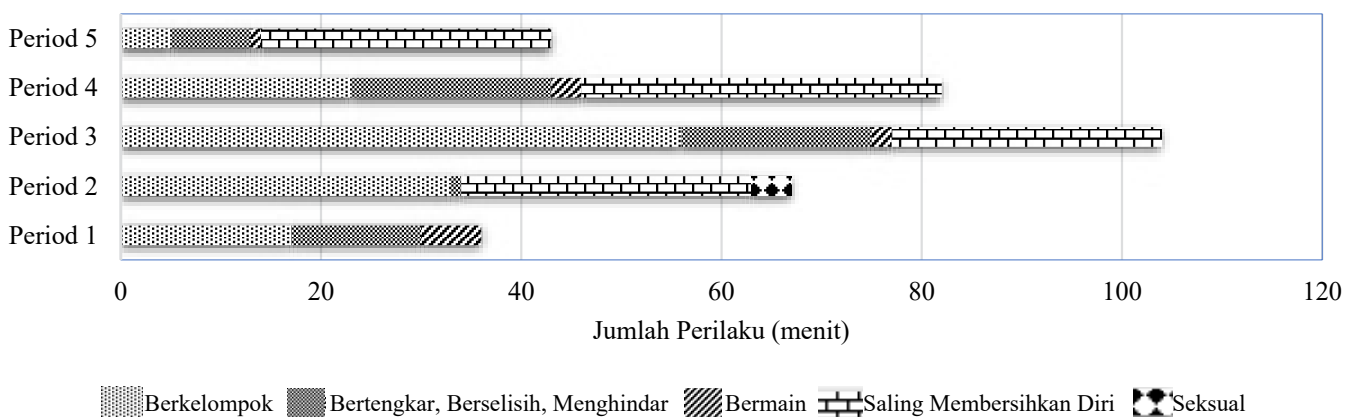 Period 5
Period 4
Period 3
Period 2
Period 1
0 20 40 60 80 100 120
Jumlah Perilaku (menit)
Berkelompok Bertengkar, Berselisih, Menghindar Bermain Saling Membersihkan Diri Seksual